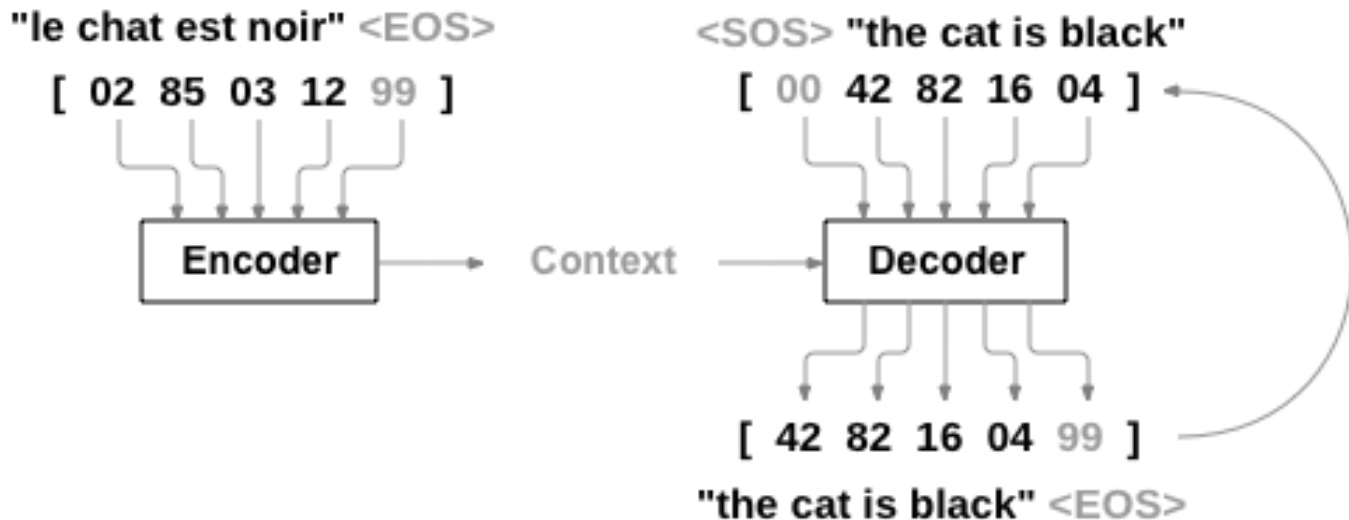 "le chat est noir" <EOS>
[ 02 85 03 12 99 ]
Encoder
Context
<SOS> "the cat is black"
[ 00 42 82 16 04 ]
Decoder
[ 42 82 16 04 99 ]
"the cat is black" <EOS>